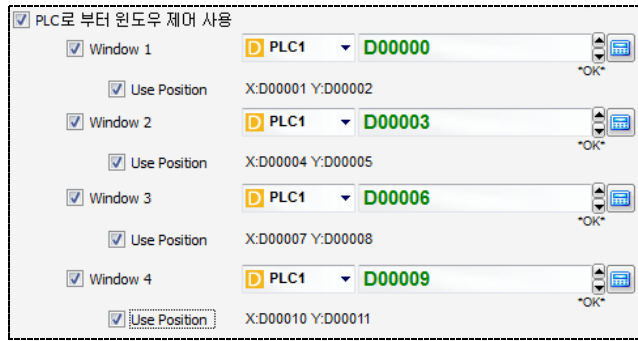 PLC로 부터 윈도우 제어 사용
Window 1 D PLC1 D00000
*OK*
Use Position X:D00001 Y:D00002
Window 2 D PLC1 D00003
*OK*
Use Position X:D00004 Y:D00005
Window 3 D PLC1 D00006
*OK*
Use Position X:D00007 Y:D00008
Window 4 D PLC1 D00009
*OK*
Use Position X:D00010 Y:D00011